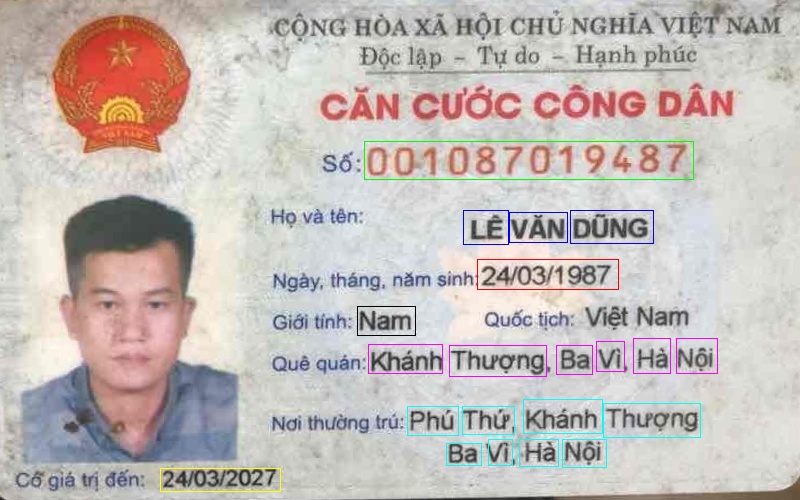 CỘNG HÒA XÃ HỘI CHỦ NGHĨA VIỆT NAM
Độc lập - Tự do - Hạnh phúc
CĂN CƯỚC CÔNG DÂN
Số: 001087019487
Họ và tên: LÊ VĂN DŨNG
Ngày, tháng, năm sinh: 24/03/1987
Giới tính: Nam Quốc tịch: Việt Nam
Quê quán: Khánh Thượng, Ba Vì, Hà Nội
Nơi thường trú: Phú Thứ, Khánh Thượng
Ba Vì, Hà Nội
Có giá trị đến: 24/03/2027